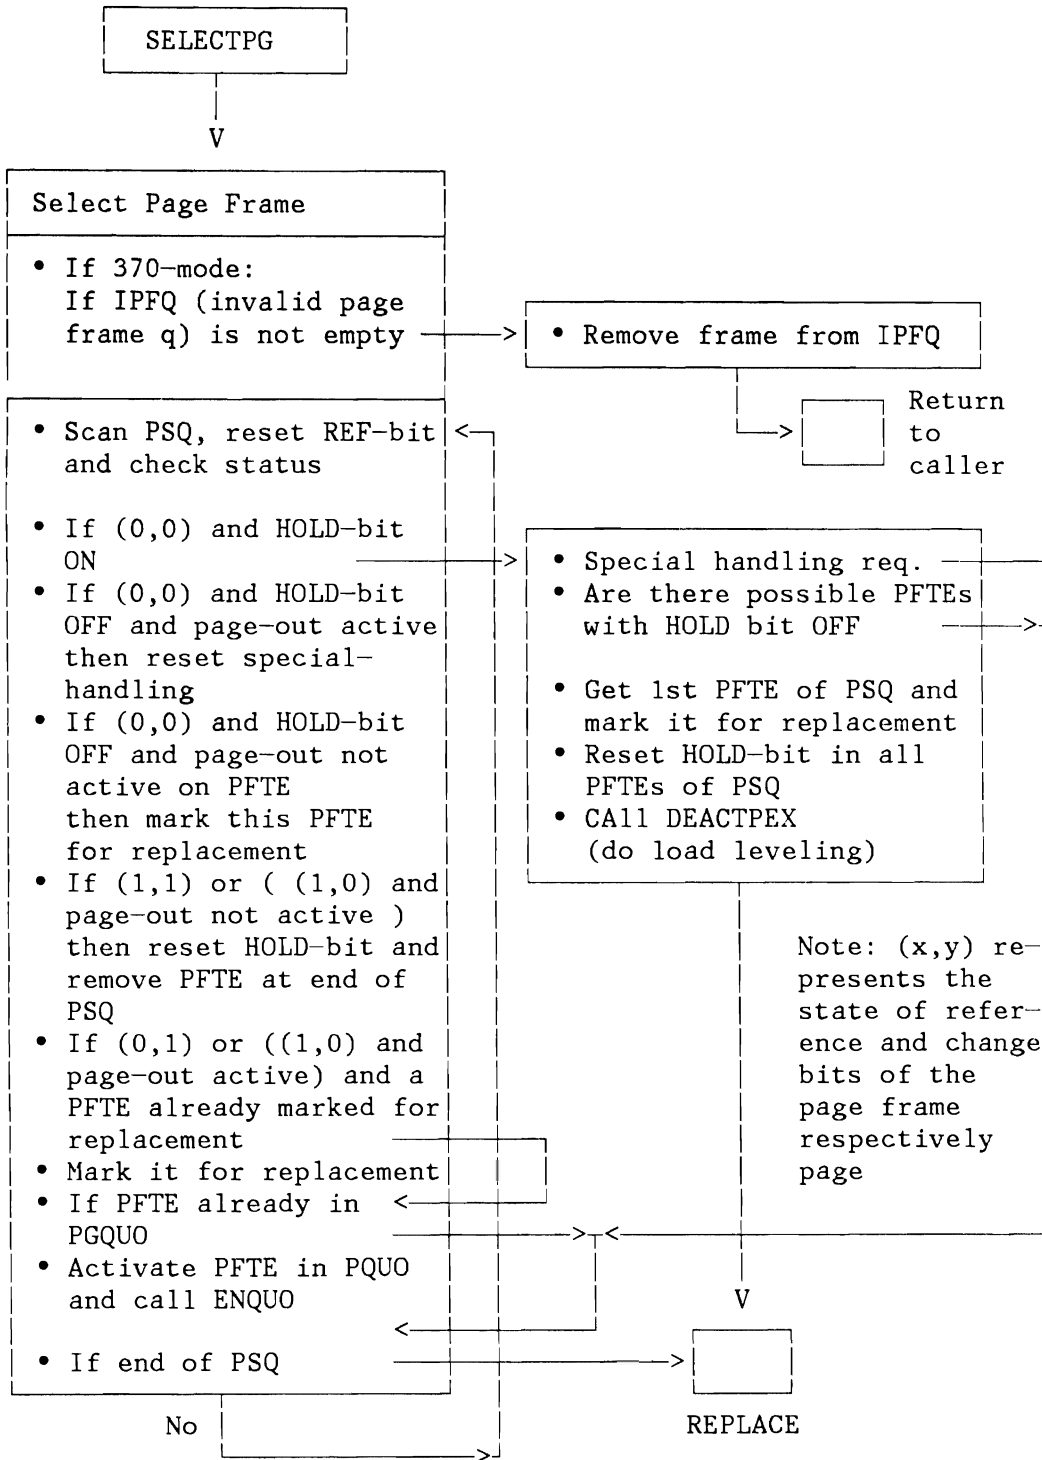 SELECTPG
V
Select Page Frame
• If 370-mode:
If IPFQ (invalid page
frame q) is not empty
• Remove frame from IPFQ
Return
to
caller
• Scan PSQ, reset REF-bit
and check status
• If (0,0) and HOLD-bit
ON
• If (0,0) and HOLD-bit
OFF and page-out active
then reset special-
handling
• If (0,0) and HOLD-bit
OFF and page-out not
active on PFTE
then mark this PFTE
for replacement
• If (1,1) or ( (1,0) and
page-out not active )
then reset HOLD-bit and
remove PFTE at end of
PSQ
• If (0,1) or ((1,0) and
page-out active) and a
PFTE already marked for
replacement
• Mark it for replacement
• If PFTE already in
PGQUO
• Activate PFTE in PQUO
and call ENQUO
• If end of PSQ
No
• Special handling req.
• Are there possible PFTEs
with HOLD bit OFF
• Get 1st PFTE of PSQ and
mark it for replacement
• Reset HOLD-bit in all
PFTEs of PSQ
• CAll DEACTPEX
(do load leveling)
Note: (x,y) re-
presents the
state of refer-
ence and change
bits of the
page frame
respectively
page
V
REPLACE